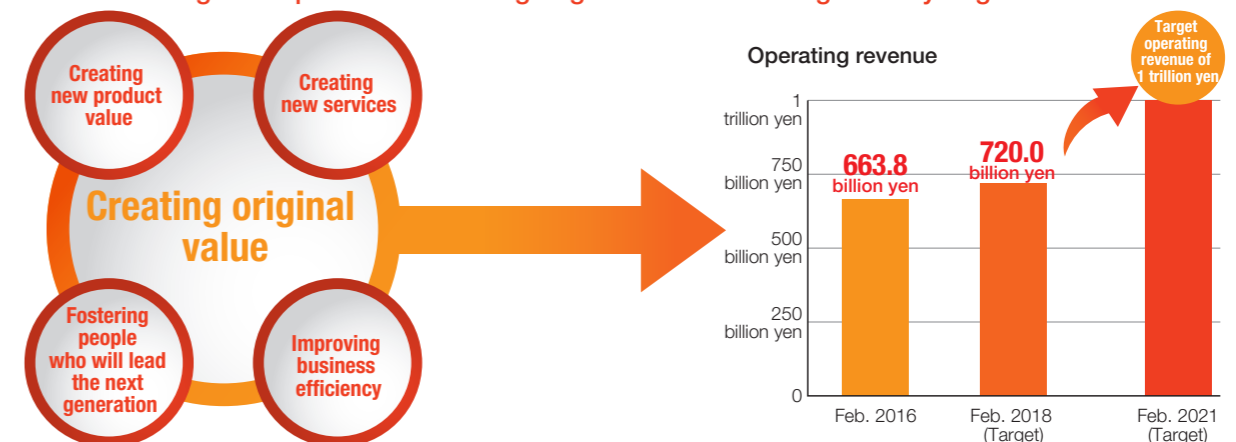 Creating
new product
value
Creating
new services
Creating original
value
Fostering
people
who will lead
the next
generation
Improving
business
efficiency
Operating revenue
Target
operating
revenue of
1 trillion yen
1
trillion yen
750
billion yen
500
billion yen
250
billion yen
0
663.8
billion yen
720.0
billion yen
Feb. 2016
Feb. 2018
(Target)
Feb. 2021
(Target)